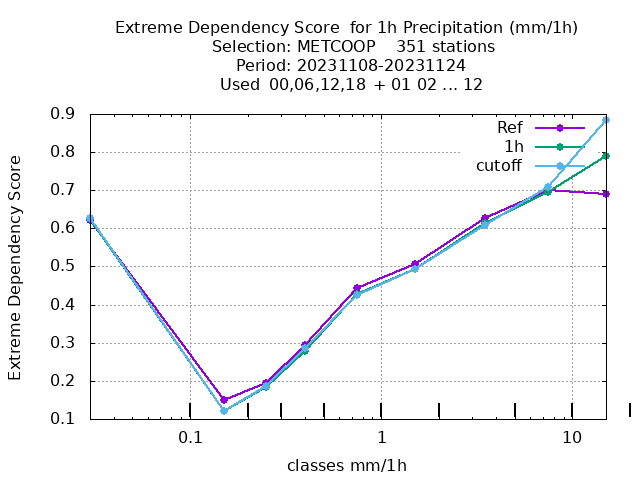 Extreme Dependency Score  for 1h Precipitation (mm/1h)
Selection: METCOOP    351 stations
Period: 20231108-20231124
Used  00,06,12,18  + 01 02 ... 12
Ref
1h
cutoff
Extreme Dependency Score
0.9
0.8
0.7
0.6
0.5
0.4
0.3
0.2
0.1
0.1 1 10
classes mm/1h